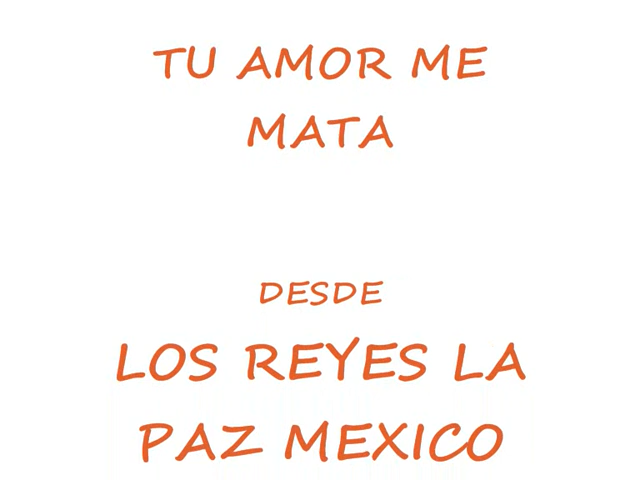 TU AMOR ME
MATA
DESDE
LOS REYES LA
PAZ MEXICO